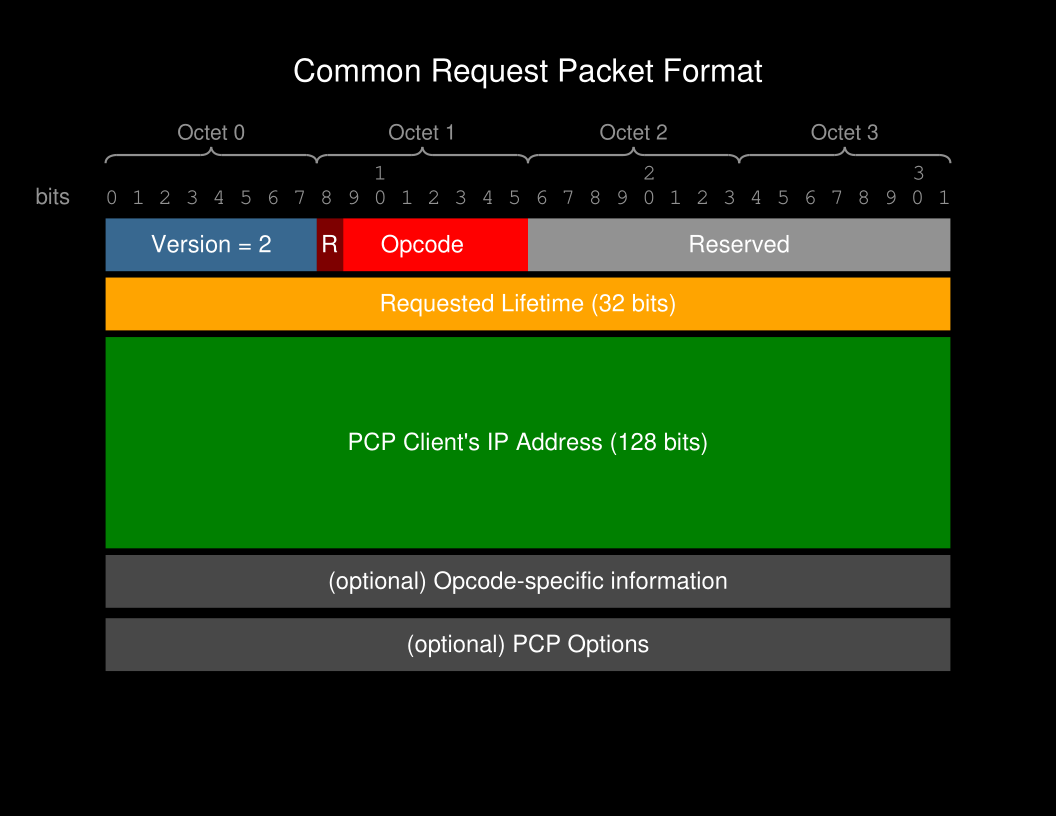 Common Request Packet Format
Octet 0 Octet 1 Octet 2 Octet 3
1 2 3
bits 0 1 2 3 4 5 6 7 8 9 0 1 2 3 4 5 6 7 8 9 0 1 2 3 4 5 6 7 8 9 0 1
Version = 2 R Opcode Reserved
Requested Lifetime (32 bits)
PCP Client's IP Address (128 bits)
(optional) Opcode-specific information
(optional) PCP Options